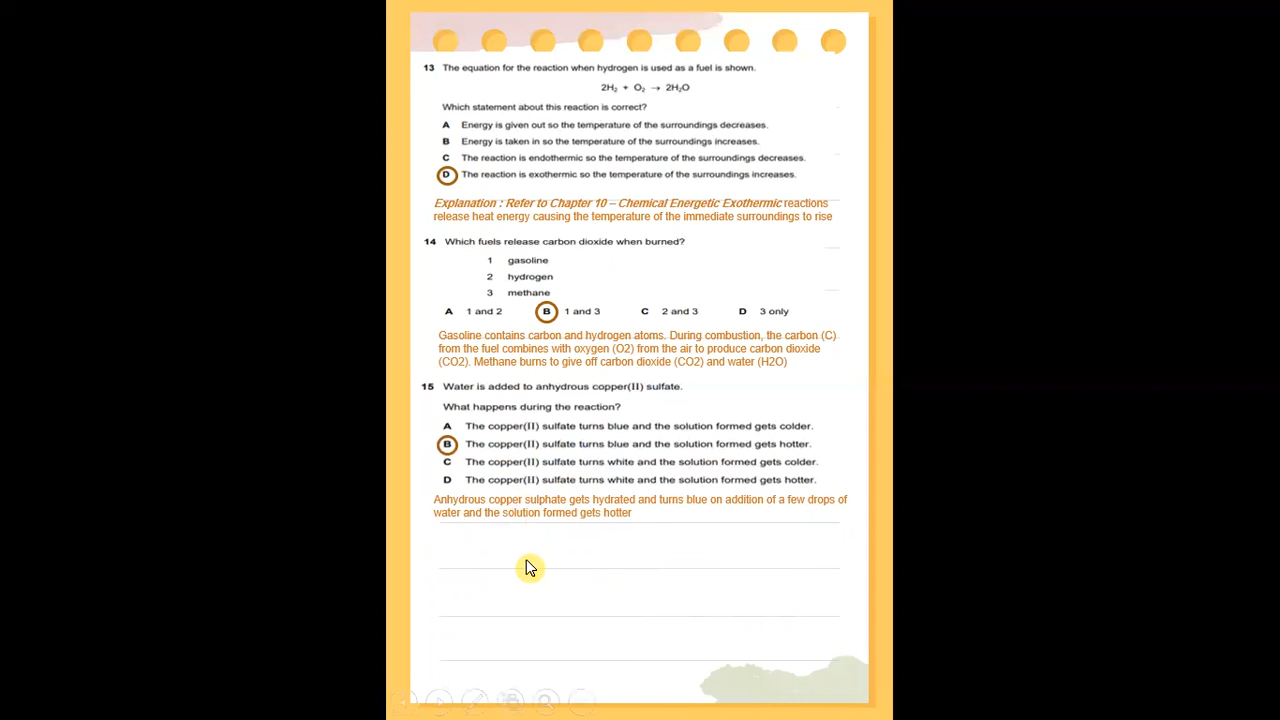 13 The equation for the reaction when hydrogen is used as a fuel is shown.
2H₂ + O₂ → 2H₂O
Which statement about this reaction is correct?
A Energy is given out so the temperature of the surroundings decreases.
B Energy is taken in so the temperature of the surroundings increases.
C The reaction is endothermic so the temperature of the surroundings decreases.
D The reaction is exothermic so the temperature of the surroundings increases.
Explanation : Refer to Chapter 10 – Chemical Energetic Exothermic reactions
release heat energy causing the temperature of the immediate surroundings to rise
14 Which fuels release carbon dioxide when burned?
1 gasoline
2 hydrogen
3 methane
A 1 and 2 B 1 and 3 C 2 and 3 D 3 only
Gasoline contains carbon and hydrogen atoms. During combustion, the carbon (C)
from the fuel combines with oxygen (O2) from the air to produce carbon dioxide
(CO2). Methane burns to give off carbon dioxide (CO2) and water (H2O)
15 Water is added to anhydrous copper(II) sulfate.
What happens during the reaction?
A The copper(II) sulfate turns blue and the solution formed gets colder.
B The copper(II) sulfate turns blue and the solution formed gets hotter.
C The copper(II) sulfate turns white and the solution formed gets colder.
D The copper(II) sulfate turns white and the solution formed gets hotter.
Anhydrous copper sulphate gets hydrated and turns blue on addition of a few drops of
water and the solution formed gets hotter